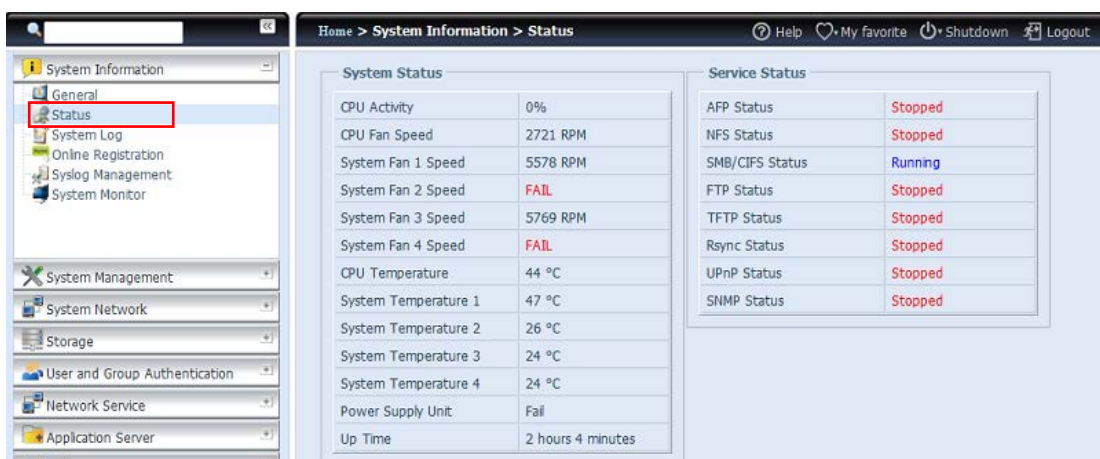 Home > System Information > Status
Help My favorite Shutdown Logout
System Information
General
Status
System Log
Online Registration
Syslog Management
System Monitor
System Management
System Network
Storage
User and Group Authentication
Network Service
Application Server
System Status
CPU Activity 0%
CPU Fan Speed 2721 RPM
System Fan 1 Speed 5578 RPM
System Fan 2 Speed FAIL
System Fan 3 Speed 5769 RPM
System Fan 4 Speed FAIL
CPU Temperature 44 °C
System Temperature 1 47 °C
System Temperature 2 26 °C
System Temperature 3 24 °C
System Temperature 4 24 °C
Power Supply Unit Fail
Up Time 2 hours 4 minutes
Service Status
AFP Status Stopped
NFS Status Stopped
SMB/CIFS Status Running
FTP Status Stopped
TFTP Status Stopped
Rsync Status Stopped
UPnP Status Stopped
SNMP Status Stopped